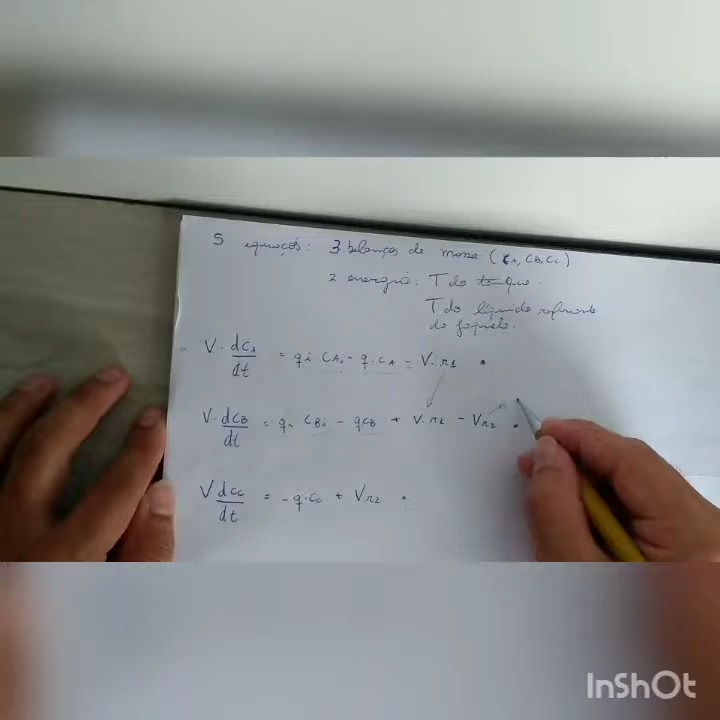 5 equações: 3 balanços de massa (CA, CB, CC)
2 energia: T do tanque.
T do líquido refrigerante
da jaqueta.
V · dCA/dt = qi CAi - q · CA - V · r1
V · dCB/dt = qi CBi - qCB + V · r1 - Vr2
V dCC/dt = - q · CC + Vr2
InShOt